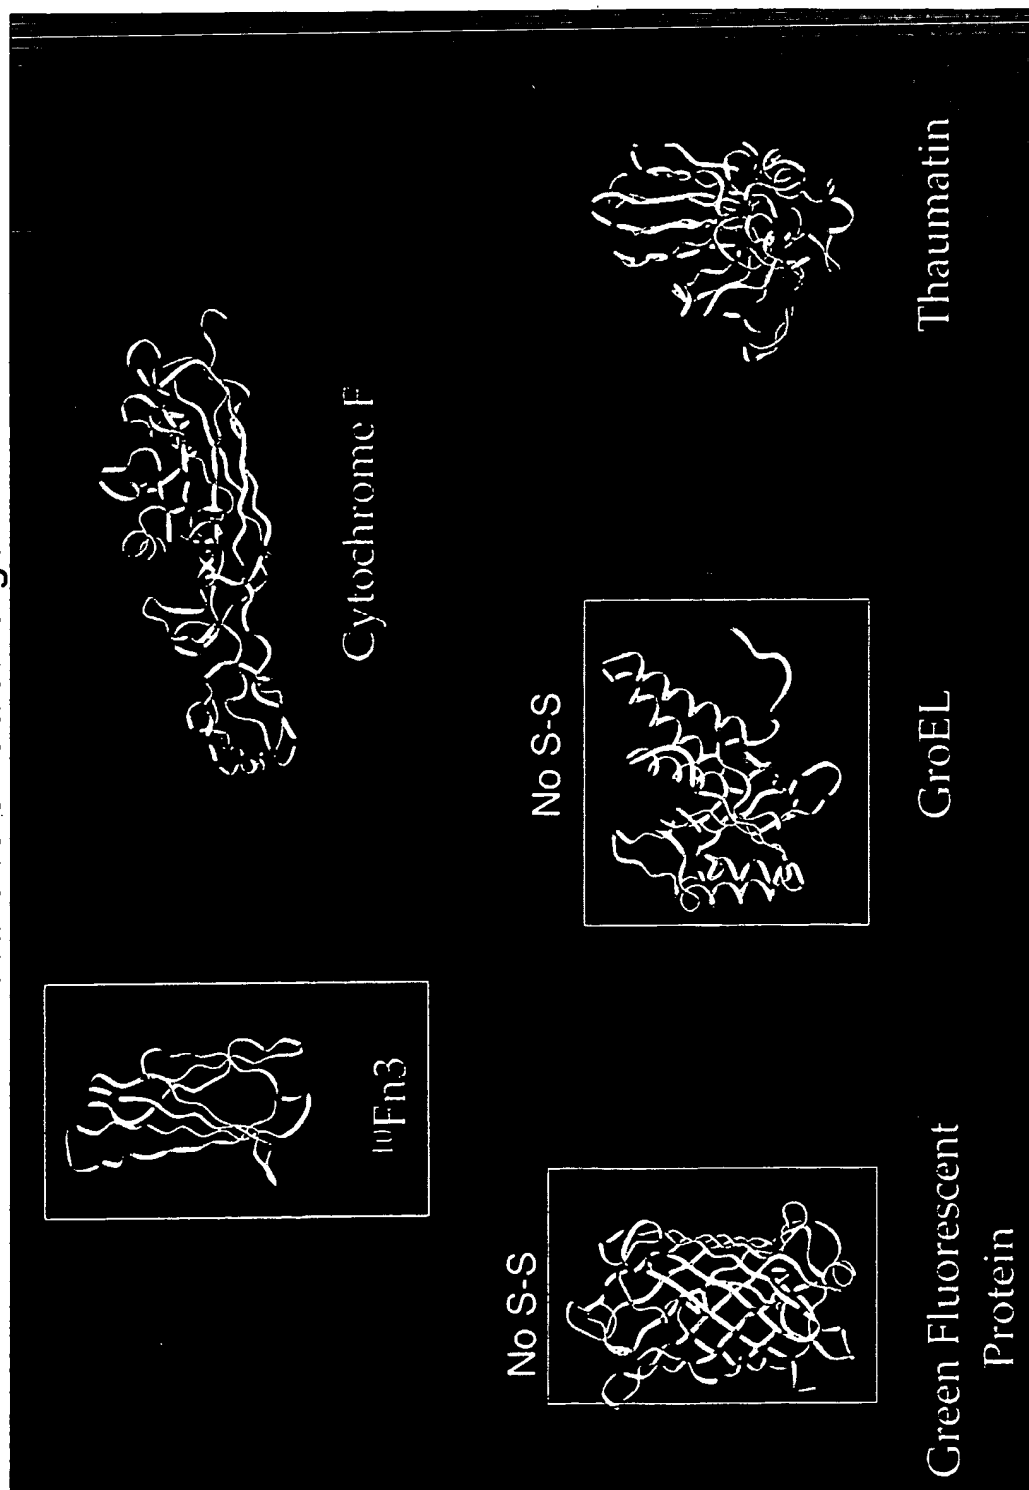 ¹⁰Fn3
Cytochrome F
No S-S
No S-S
Green Fluorescent
Protein
GroEL
Thaumatin